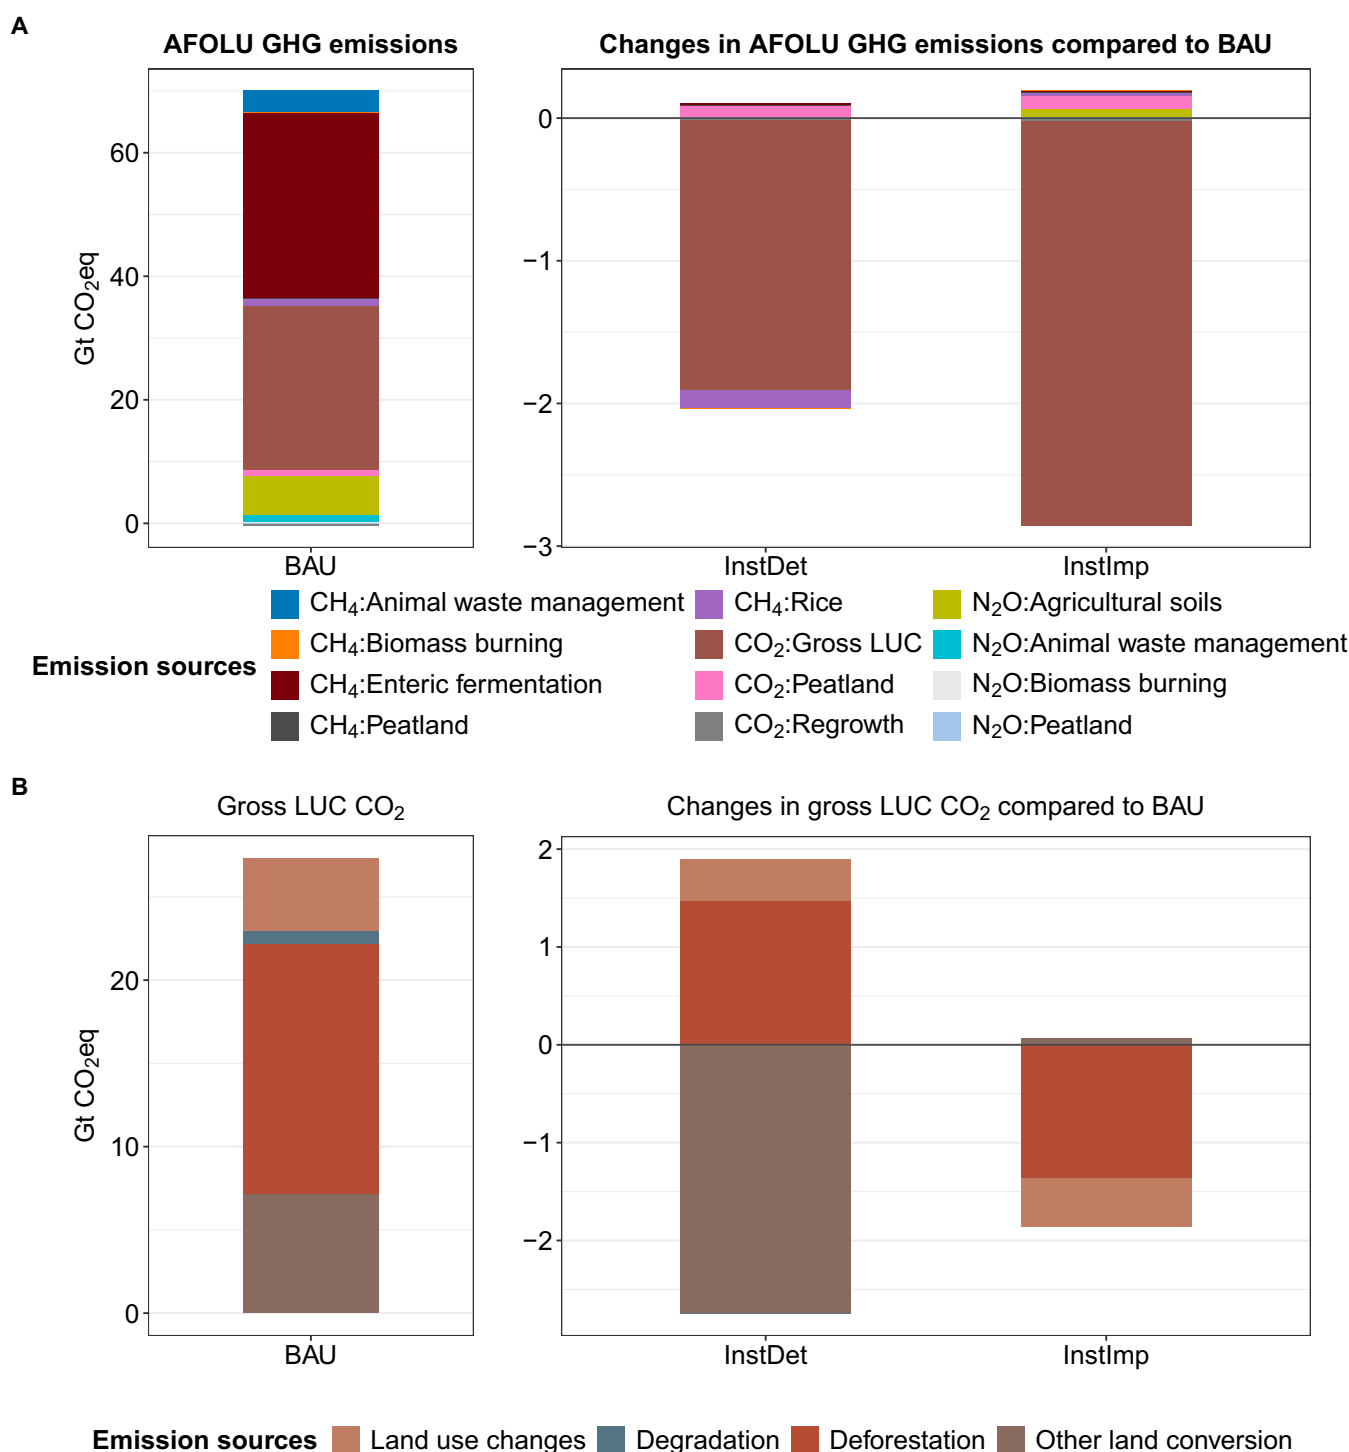 A
AFOLU GHG emissions
Changes in AFOLU GHG emissions compared to BAU
Gt CO₂eq
60
40
20
0
0
−1
−2
−3
BAU
InstDet
InstImp
Emission sources
CH₄:Animal waste management
CH₄:Biomass burning
CH₄:Enteric fermentation
CH₄:Peatland
CH₄:Rice
CO₂:Gross LUC
CO₂:Peatland
CO₂:Regrowth
N₂O:Agricultural soils
N₂O:Animal waste management
N₂O:Biomass burning
N₂O:Peatland
B
Gross LUC CO₂
Changes in gross LUC CO₂ compared to BAU
Gt CO₂eq
20
10
0
2
1
0
−1
−2
BAU
InstDet
InstImp
Emission sources
Land use changes
Degradation
Deforestation
Other land conversion